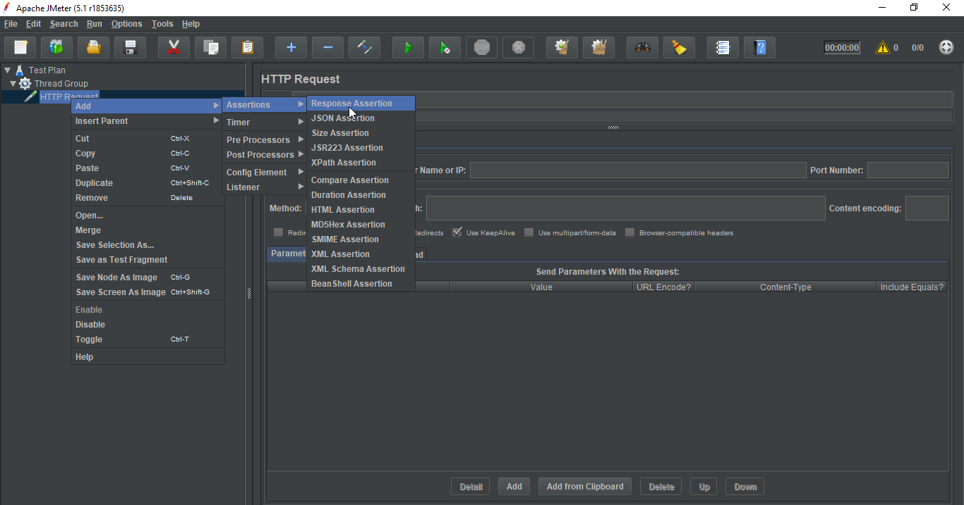 Apache JMeter (5.1 r1853635)
File Edit Search Run Options Tools Help
00:00:00 0 0/0
Test Plan
Thread Group
HTTP Request
Add
Insert Parent
Cut Ctrl-X
Copy Ctrl-C
Paste Ctrl-V
Duplicate Ctrl+Shift-C
Remove Delete
Open...
Merge
Save Selection As...
Save as Test Fragment
Save Node As Image Ctrl-G
Save Screen As Image Ctrl+Shift-G
Enable
Disable
Toggle Ctrl-T
Help
Assertions
Timer
Pre Processors
Post Processors
Config Element
Listener
Response Assertion
JSON Assertion
Size Assertion
JSR223 Assertion
XPath Assertion
Compare Assertion
Duration Assertion
HTML Assertion
MD5Hex Assertion
SMIME Assertion
XML Assertion
XML Schema Assertion
BeanShell Assertion
HTTP Request
r Name or IP: Port Number:
Method: h: Content encoding:
Redir edirects Use KeepAlive Use multipart/form-data Browser-compatible headers
Paramet ad
Send Parameters With the Request:
Value URL Encode? Content-Type Include Equals?
Detail Add Add from Clipboard Delete Up Down